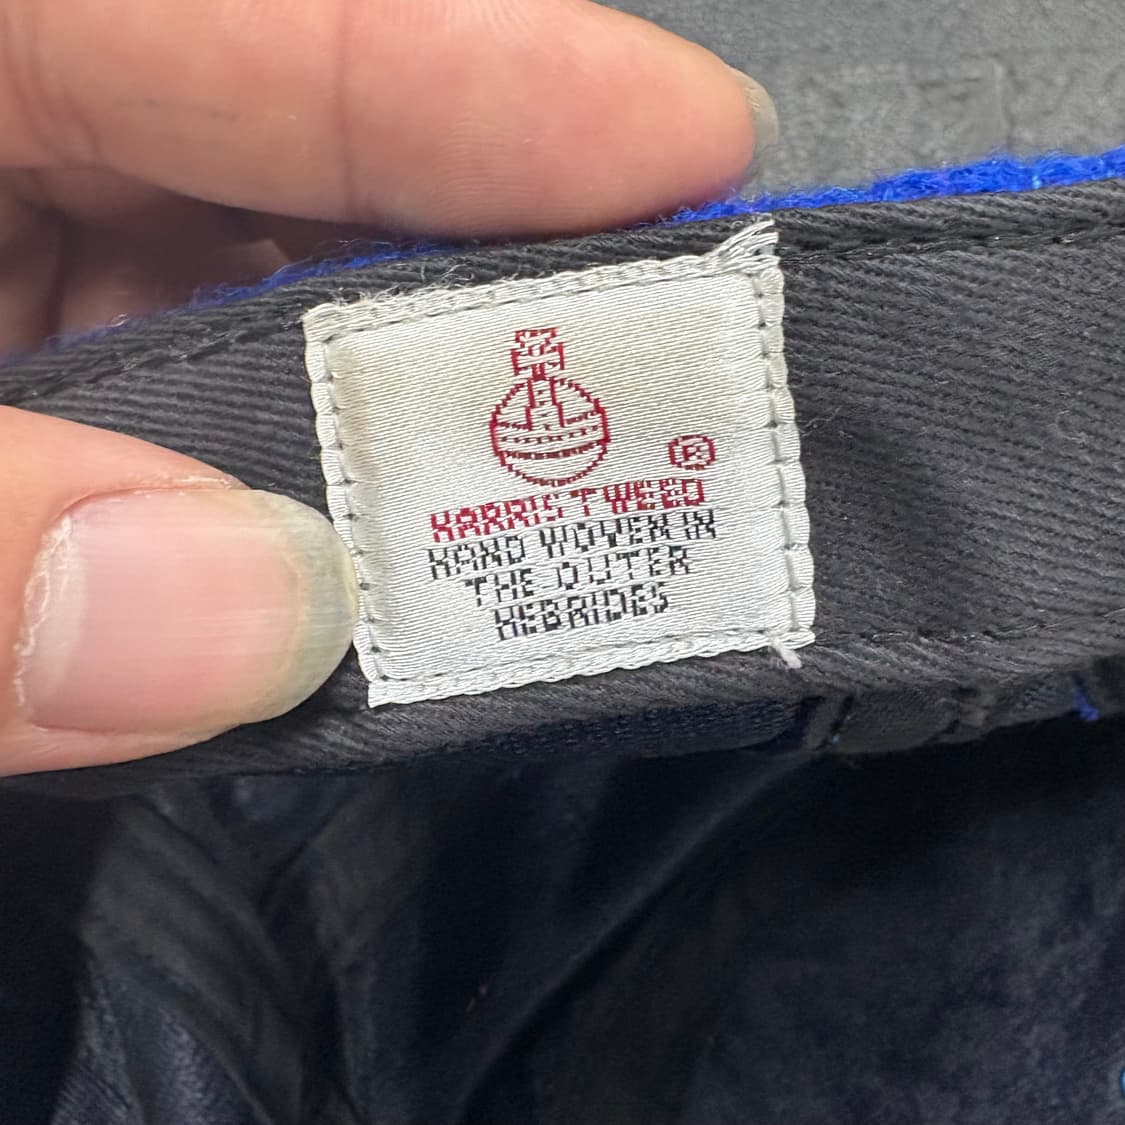 ®
HARRIS TWEED
HAND WOVEN IN
THE OUTER
HEBRIDES